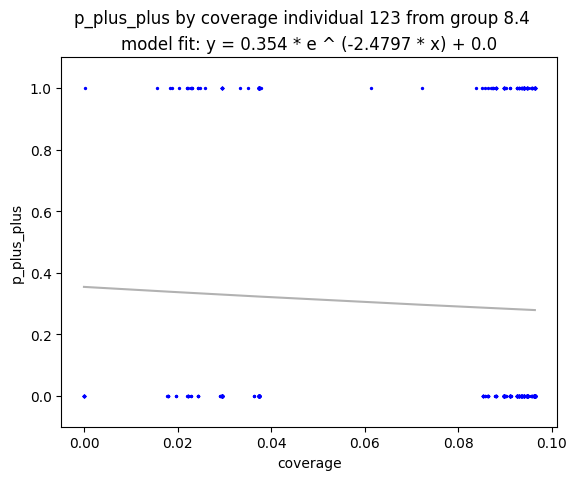 p_plus_plus by coverage individual 123 from group 8.4
model fit: y = 0.354 * e ^ (-2.4797 * x) + 0.0
1.0
0.8
0.6
0.4
0.2
0.0
p_plus_plus
0.00 0.02 0.04 0.06 0.08 0.10
coverage